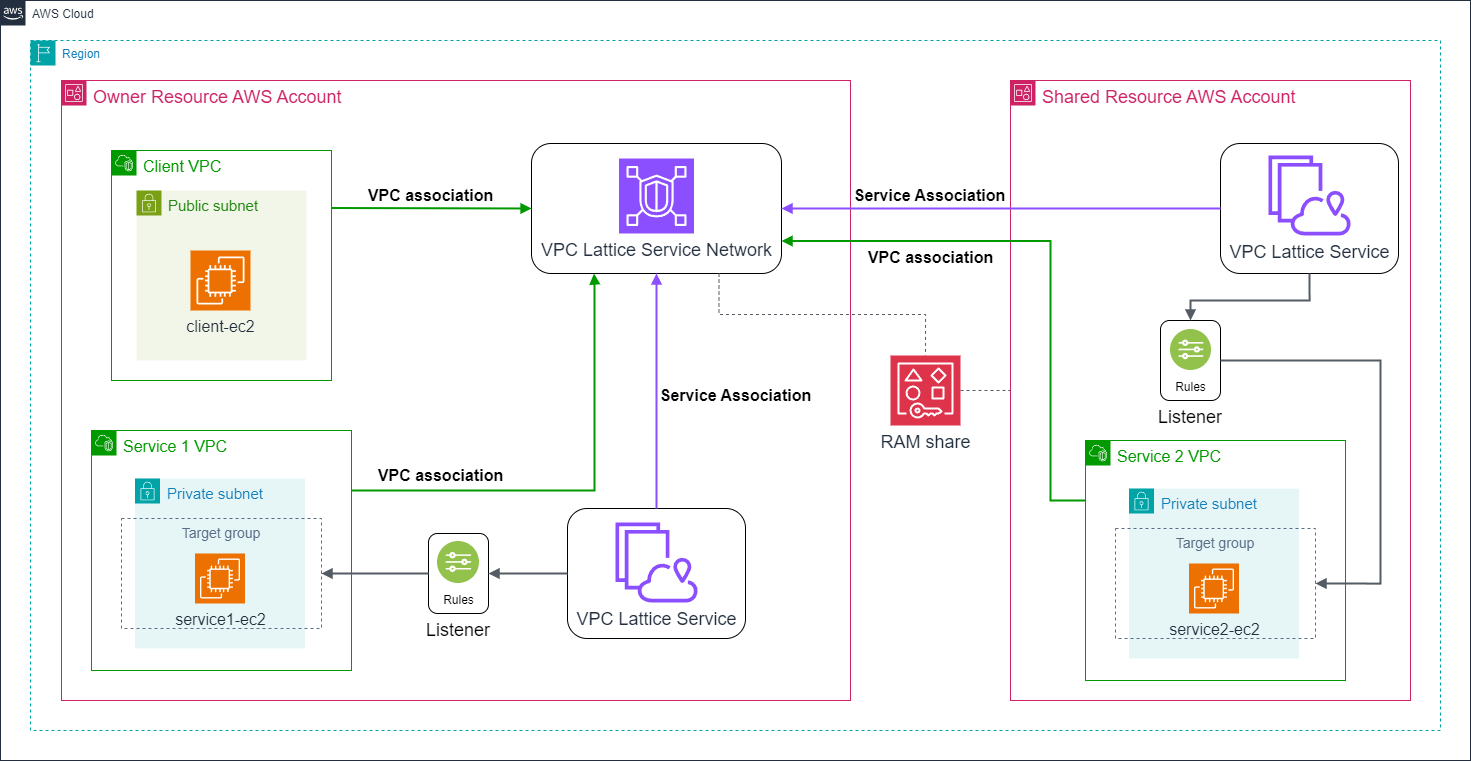 aws
AWS Cloud
Region
Owner Resource AWS Account
Shared Resource AWS Account
Client VPC
Public subnet
client-ec2
VPC association
VPC Lattice Service Network
Service Association
VPC association
VPC Lattice Service
Rules
Listener
RAM share
Service Association
Service 1 VPC
Private subnet
Target group
service1-ec2
VPC association
Rules
Listener
VPC Lattice Service
Service 2 VPC
Private subnet
Target group
service2-ec2